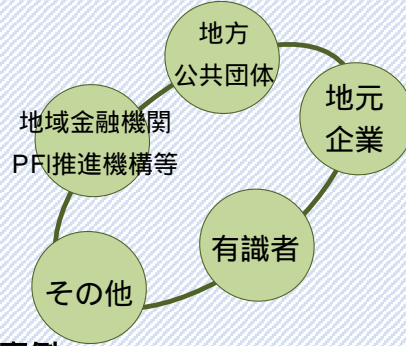 地方
公共団体
地元
企業
地域金融機関
PFI推進機構等
有識者
その他